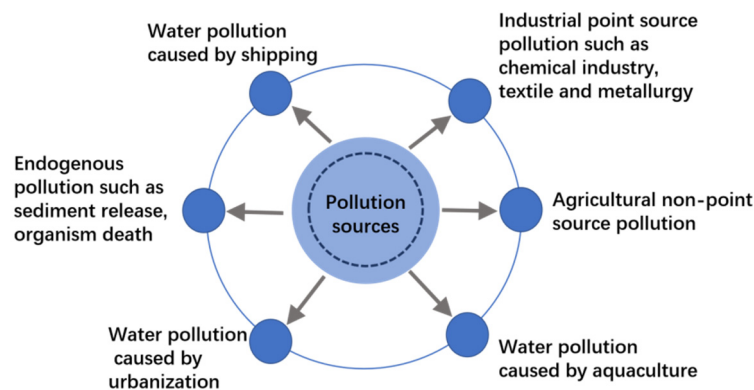 Water pollution
caused by shipping
Industrial point source
pollution such as
chemical industry,
textile and metallurgy
Endogenous
pollution such as
sediment release,
organism death
Pollution
sources
Agricultural non-point
source pollution
Water pollution
caused by
urbanization
Water pollution
caused by aquaculture